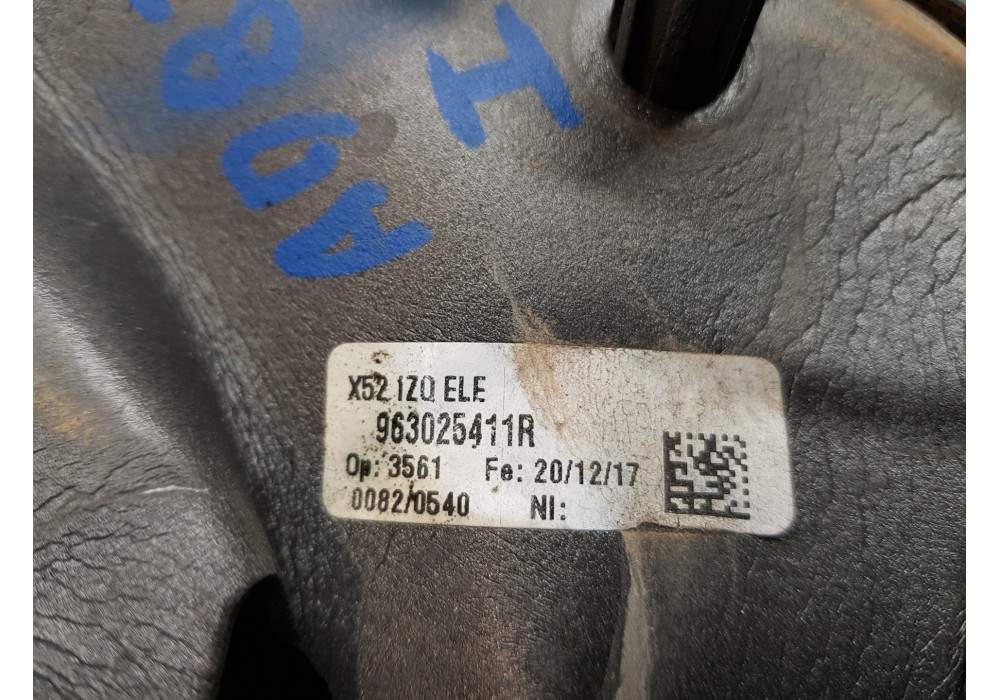 X52 IZQ ELE
963025411R
Op: 3561 Fe: 20/12/17
0082/0540 NI:
I